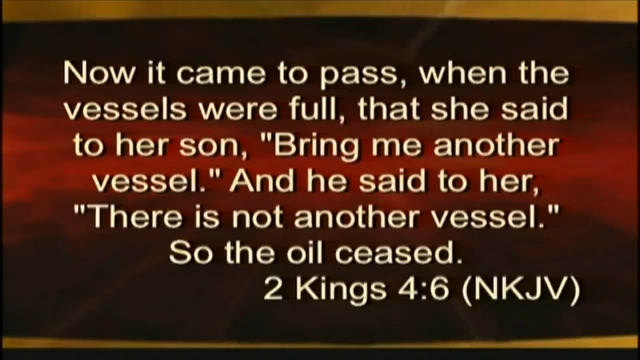 Now it came to pass, when the
vessels were full, that she said
to her son, "Bring me another
vessel." And he said to her,
"There is not another vessel."
So the oil ceased.
2 Kings 4:6 (NKJV)